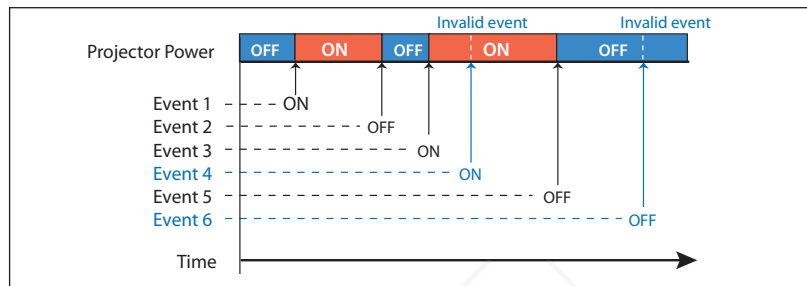 Invalid event Invalid event
Projector Power OFF ON OFF ON OFF
Event 1 ON
Event 2 OFF
Event 3 ON
Event 4 ON
Event 5 OFF
Event 6 OFF
Time